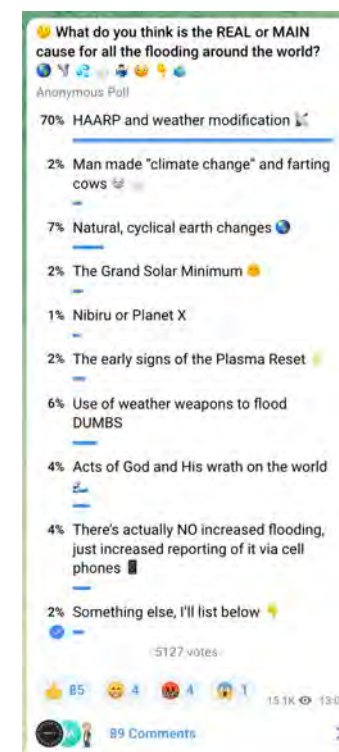 🤔 What do you think is the REAL or MAIN
cause for all the flooding around the world?
Anonymous Poll
70% HAARP and weather modification
2% Man made "climate change" and farting
cows
7% Natural, cyclical earth changes 🌎
2% The Grand Solar Minimum
1% Nibiru or Planet X
2% The early signs of the Plasma Reset
6% Use of weather weapons to flood
DUMBS
4% Acts of God and His wrath on the world
4% There's actually NO increased flooding,
just increased reporting of it via cell
phones 📱
2% Something else, I'll list below 👇
5127 votes
👍 85 😁 4 🤬 4 😱 1
15.1K
89 Comments